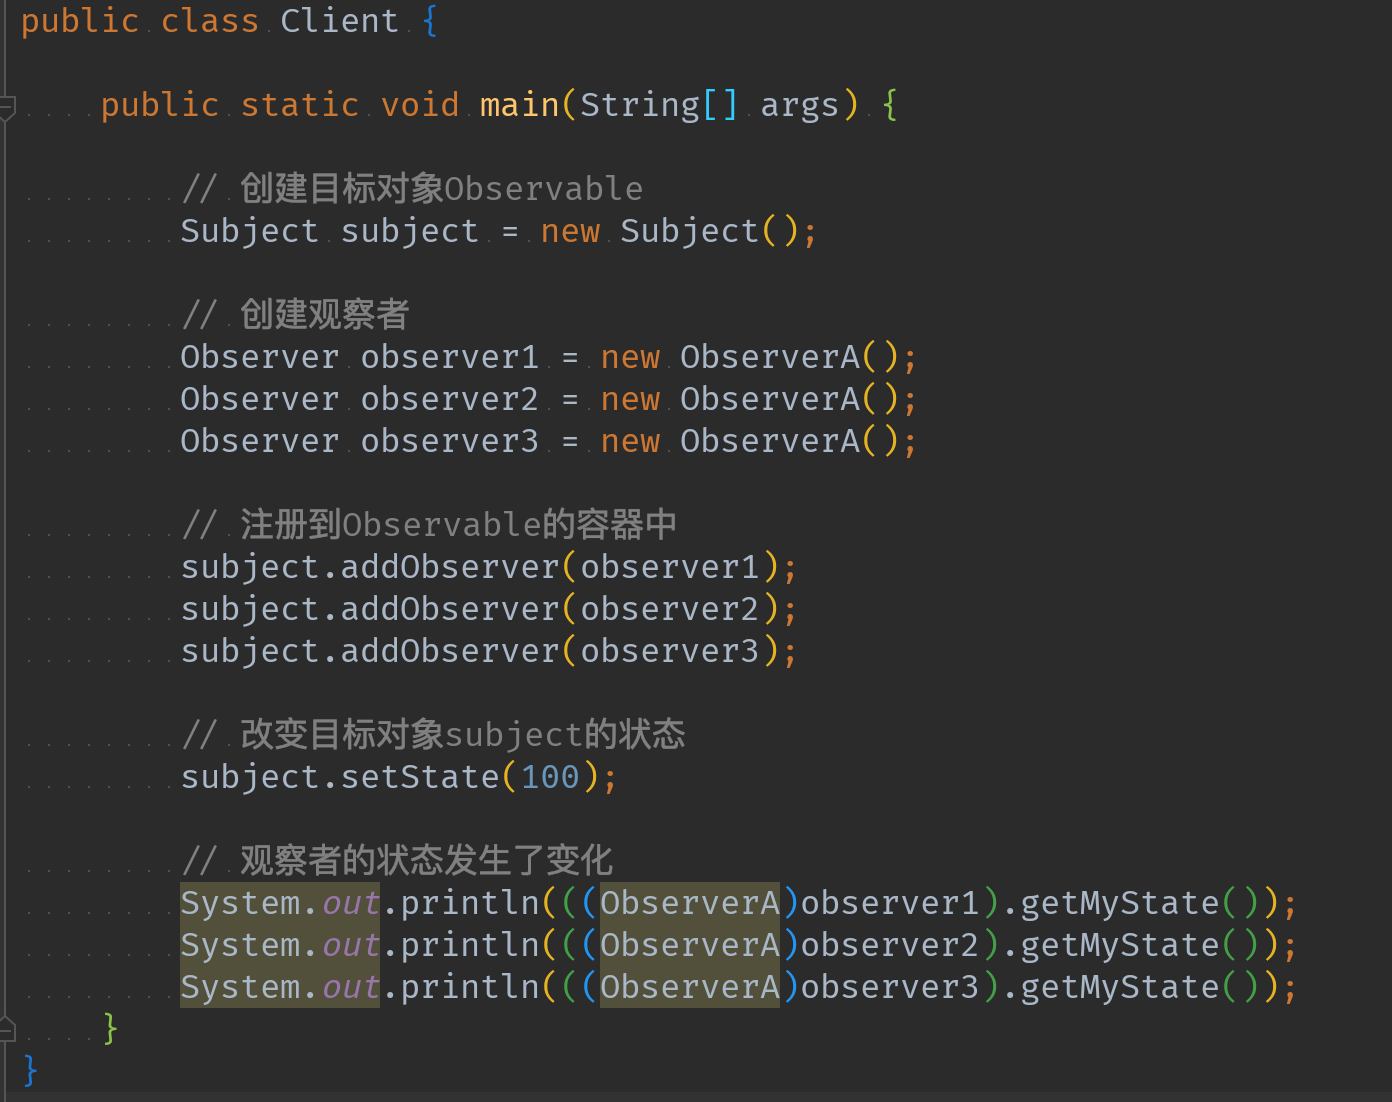 public class Client {
public static void main(String[] args) {
// 创建目标对象Observable
Subject subject = new Subject();
// 创建观察者
Observer observer1 = new ObserverA();
Observer observer2 = new ObserverA();
Observer observer3 = new ObserverA();
// 注册到Observable的容器中
subject.addObserver(observer1);
subject.addObserver(observer2);
subject.addObserver(observer3);
// 改变目标对象subject的状态
subject.setState(100);
// 观察者的状态发生了变化
System.out.println(((ObserverA)observer1).getMyState());
System.out.println(((ObserverA)observer2).getMyState());
System.out.println(((ObserverA)observer3).getMyState());
}
}